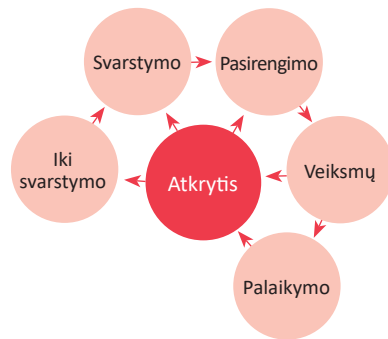 Svarstymo
Pasirengimo
Iki
svarstymo
Atkrytis
Veiksmų
Palaikymo